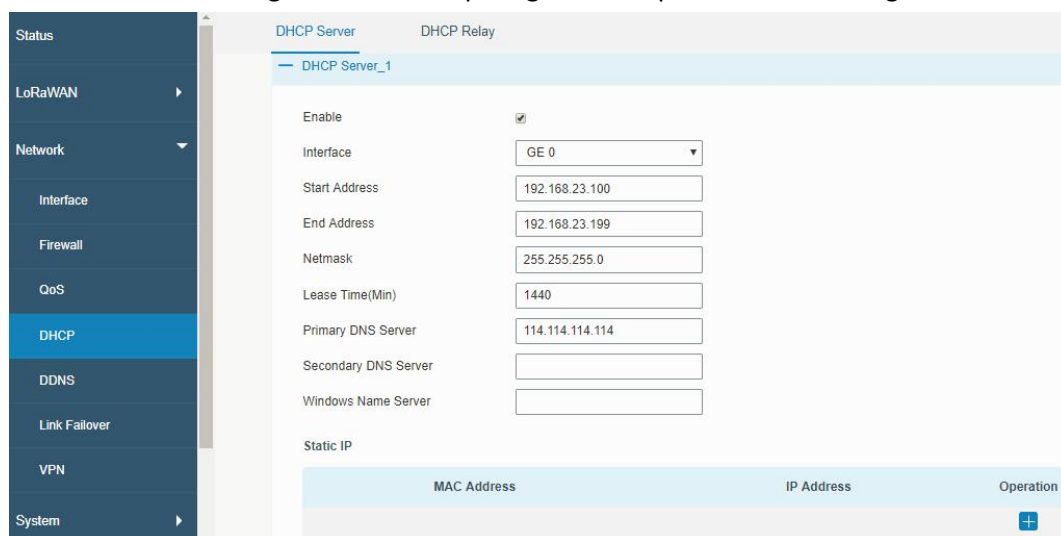 Status
LoRaWAN
Network
Interface
Firewall
QoS
DHCP
DDNS
Link Failover
VPN
System
DHCP Server DHCP Relay
DHCP Server_1
Enable
Interface GE 0
Start Address 192.168.23.100
End Address 192.168.23.199
Netmask 255.255.255.0
Lease Time(Min) 1440
Primary DNS Server 114.114.114.114
Secondary DNS Server
Windows Name Server
Static IP
MAC Address IP Address Operation